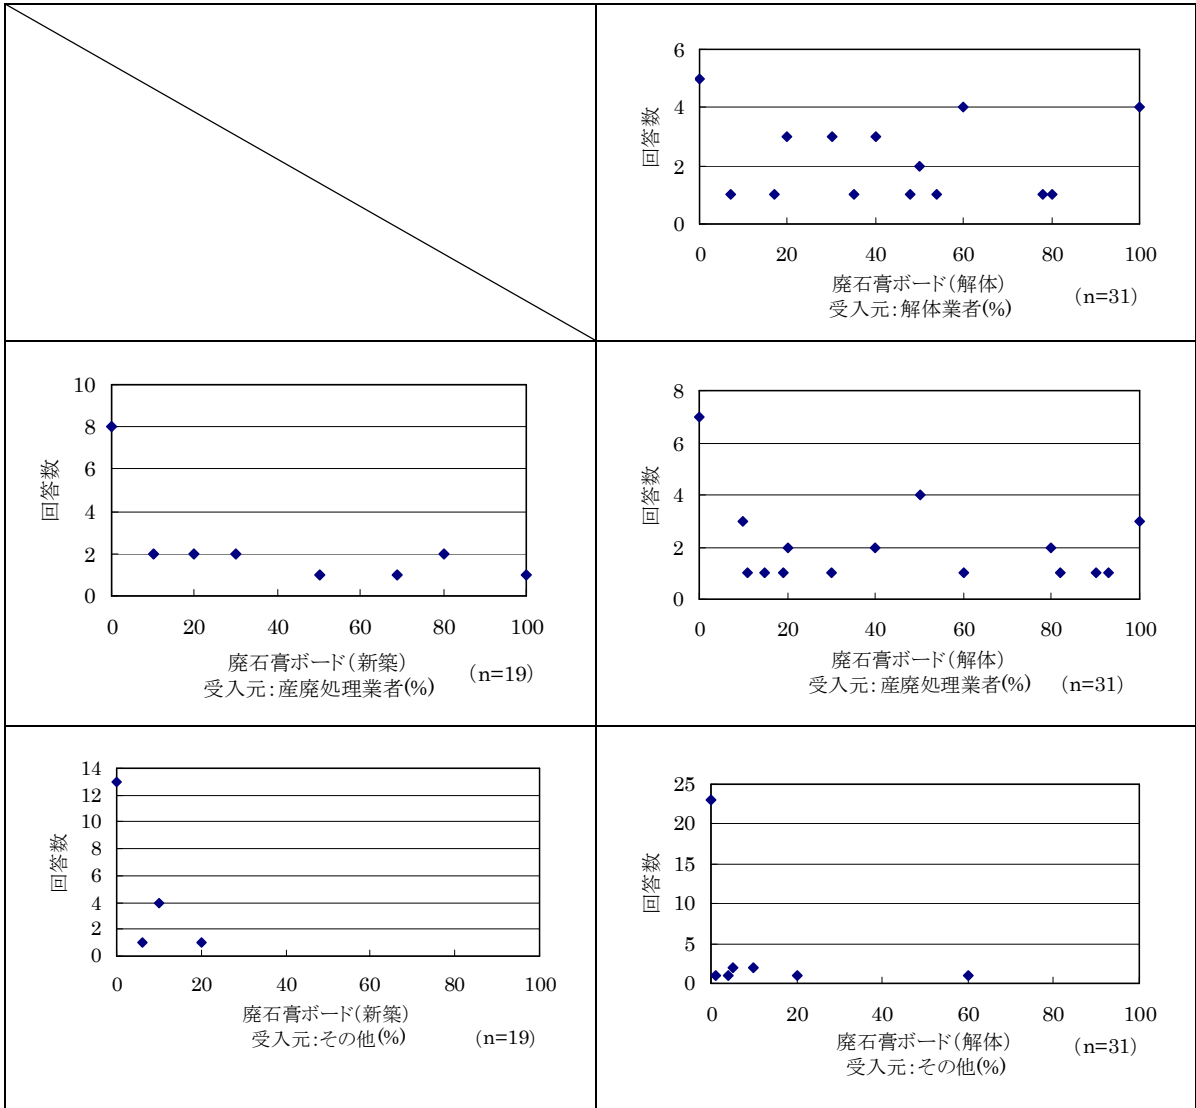 6
4
2
0
回答数
0 20 40 60 80 100
廃石膏ボード(解体)
受入元:解体業者(%)
(n=31)
10
8
6
4
2
0
回答数
0 20 40 60 80 100
廃石膏ボード(新築)
受入元:産廃処理業者(%)
(n=19)
8
6
4
2
0
回答数
0 20 40 60 80 100
廃石膏ボード(解体)
受入元:産廃処理業者(%)
(n=31)
14
12
10
8
6
4
2
0
回答数
0 20 40 60 80 100
廃石膏ボード(新築)
受入元:その他(%)
(n=19)
25
20
15
10
5
0
回答数
0 20 40 60 80 100
廃石膏ボード(解体)
受入元:その他(%)
(n=31)